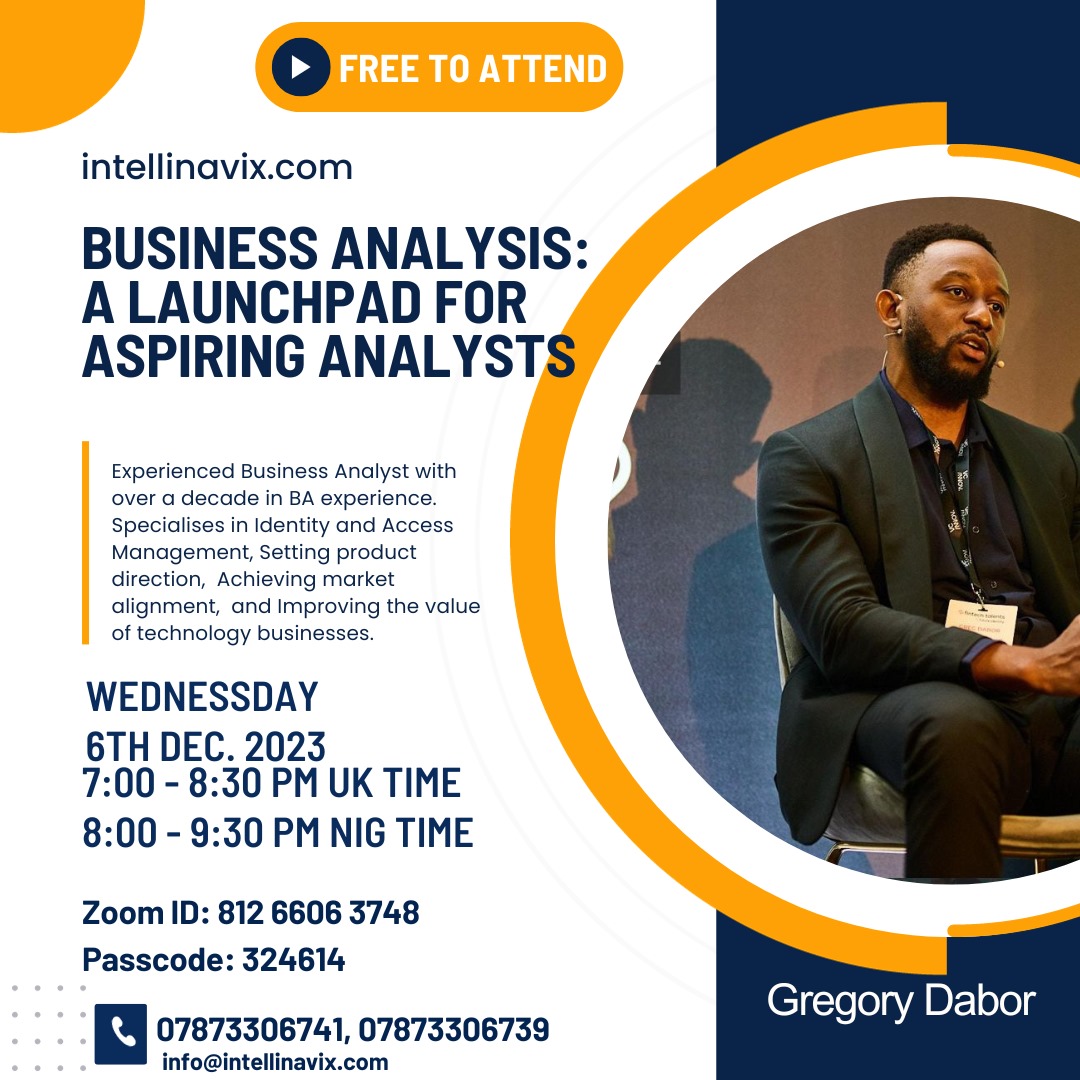 FREE TO ATTEND
intellinavix.com
BUSINESS ANALYSIS:
A LAUNCHPAD FOR
ASPIRING ANALYSTS
Experienced Business Analyst with
over a decade in BA experience.
Specialises in Identity and Access
Management, Setting product
direction, Achieving market
alignment, and Improving the value
of technology businesses.
WEDNESSDAY
6TH DEC. 2023
7:00 - 8:30 PM UK TIME
8:00 - 9:30 PM NIG TIME
Zoom ID: 812 6606 3748
Passcode: 324614
07873306741, 07873306739
info@intellinavix.com
fintech talents
Gregory Dabor